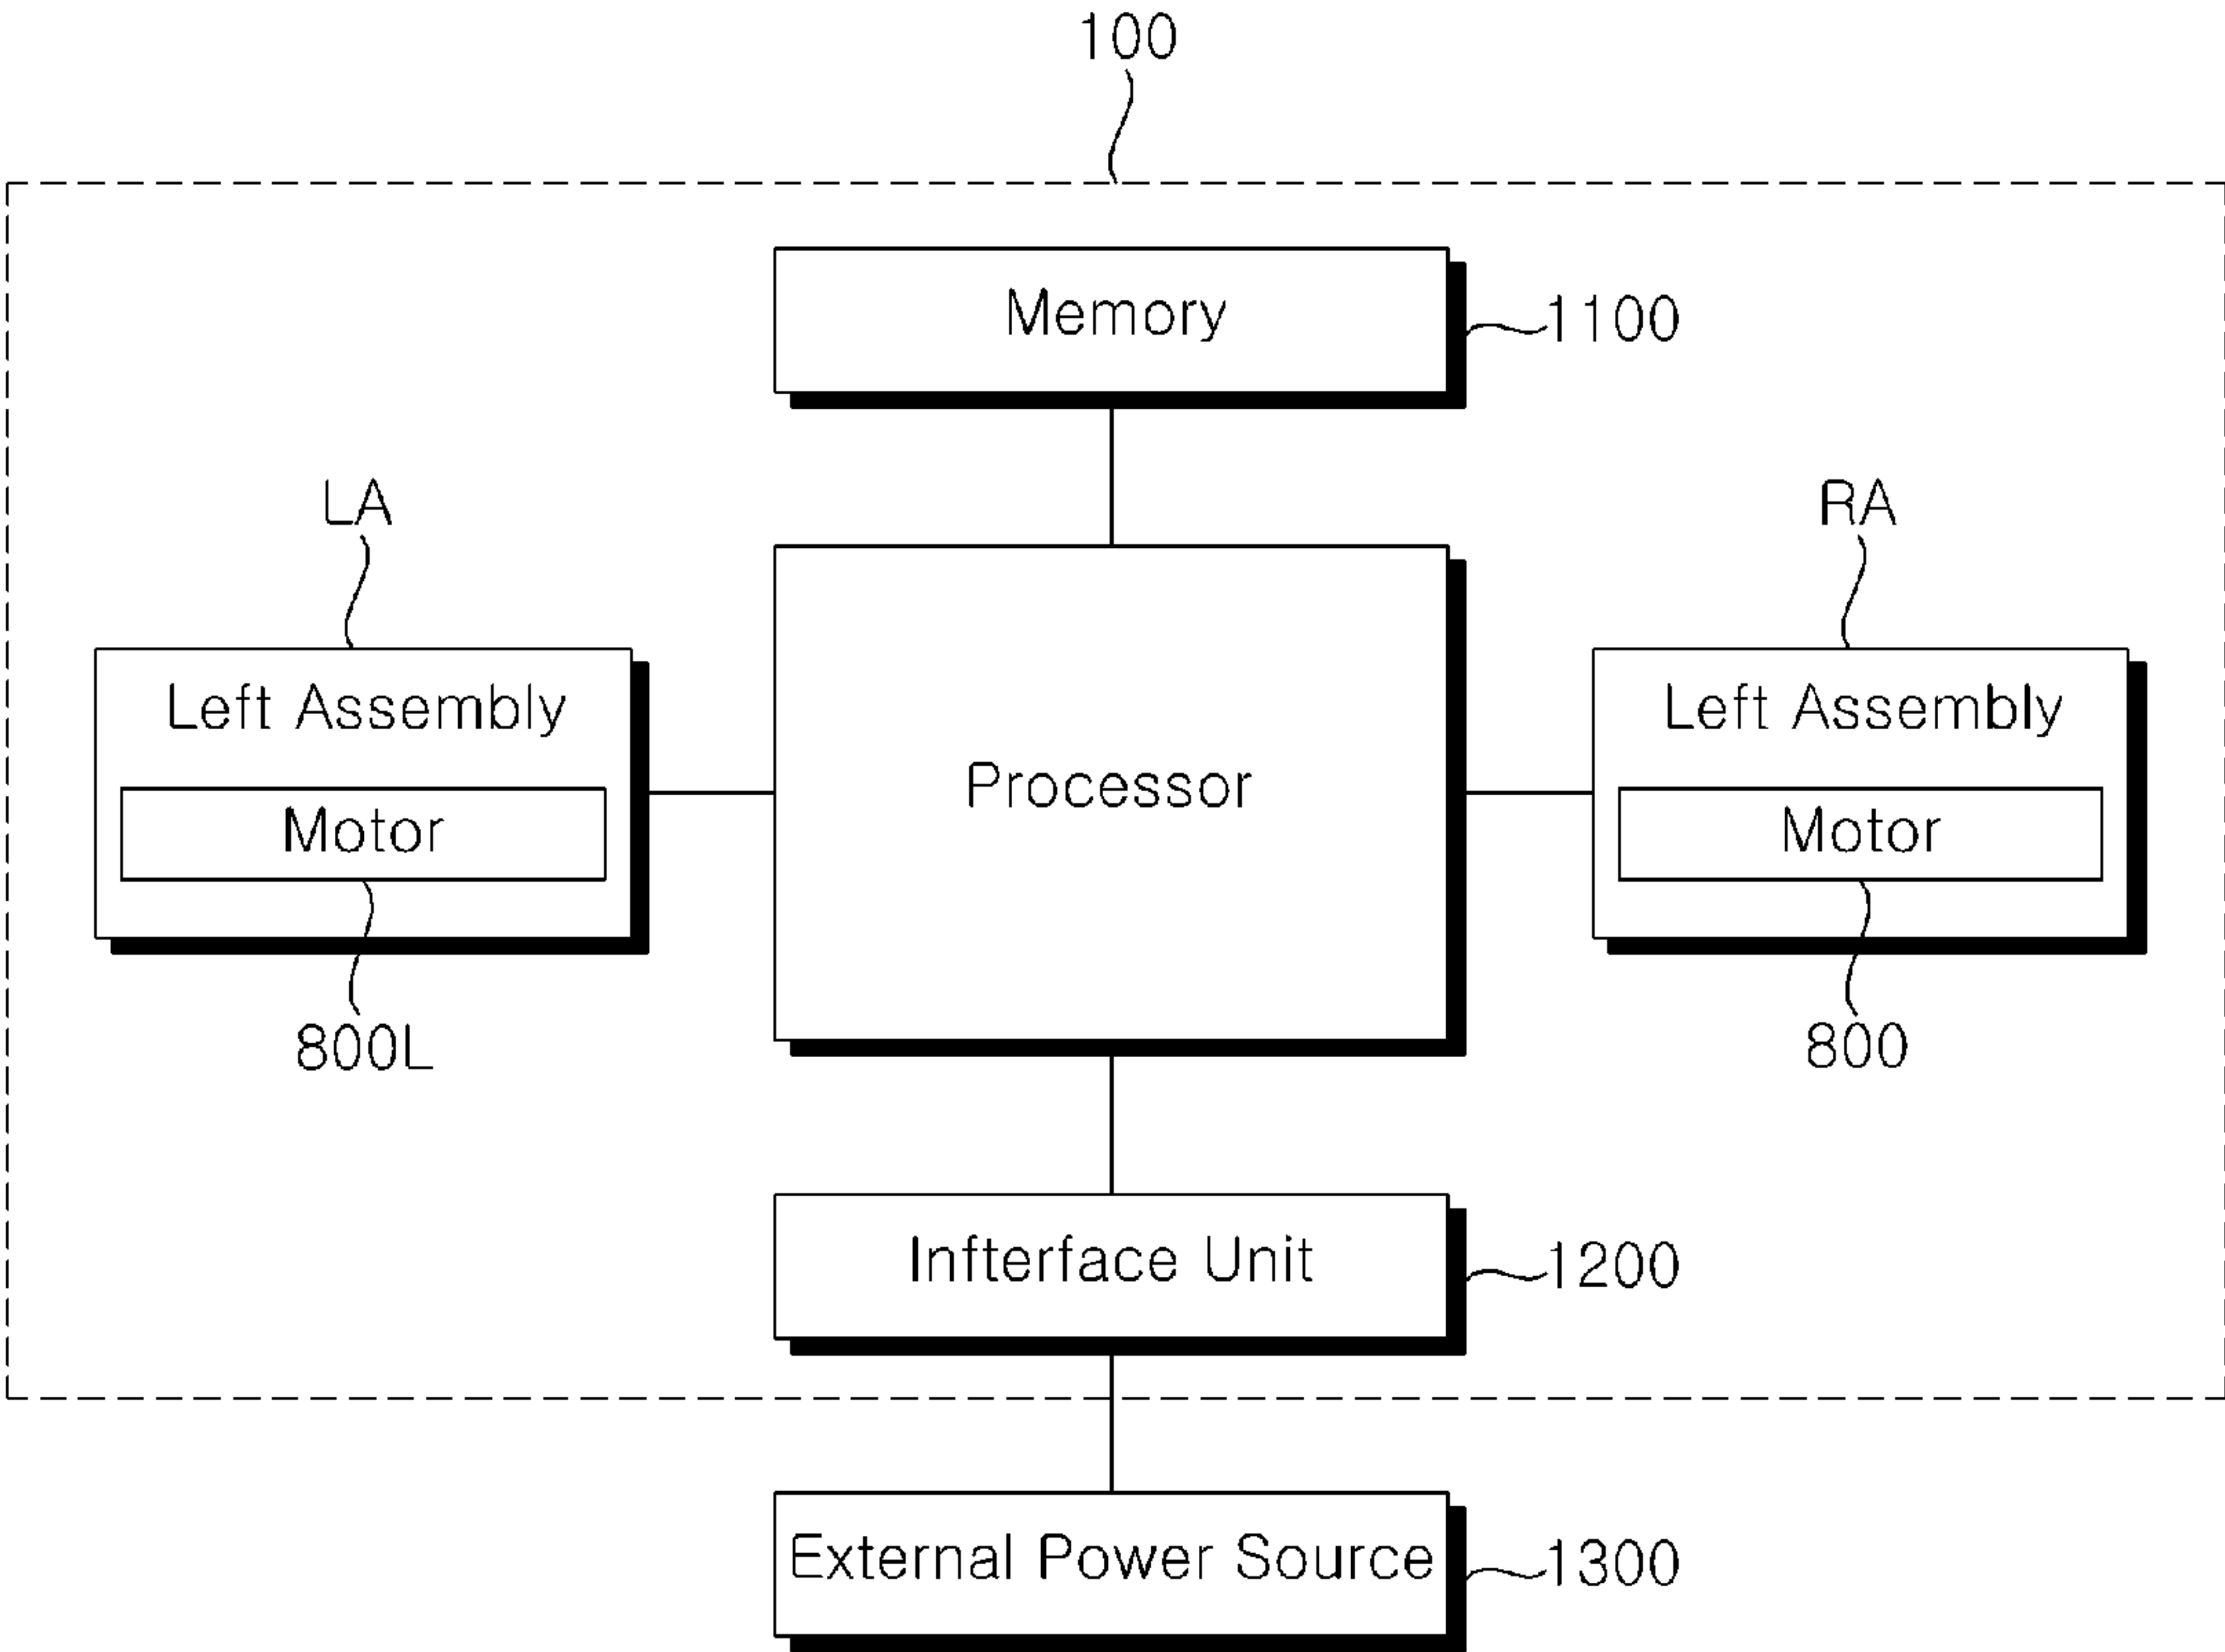 100
Memory
1100
LA
RA
Left Assembly
Left Assembly
Processor
Motor
Motor
800L
800
Infterface Unit
1200
External Power Source
1300